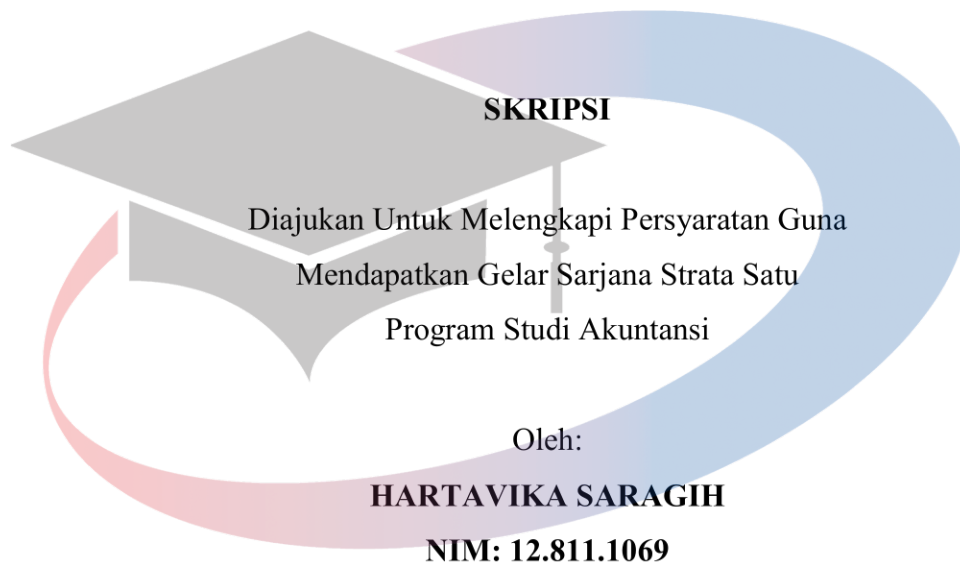 SKRIPSI
Diajukan Untuk Melengkapi Persyaratan Guna
Mendapatkan Gelar Sarjana Strata Satu
Program Studi Akuntansi
Oleh:
HARTAVIKA SARAGIH
NIM: 12.811.1069